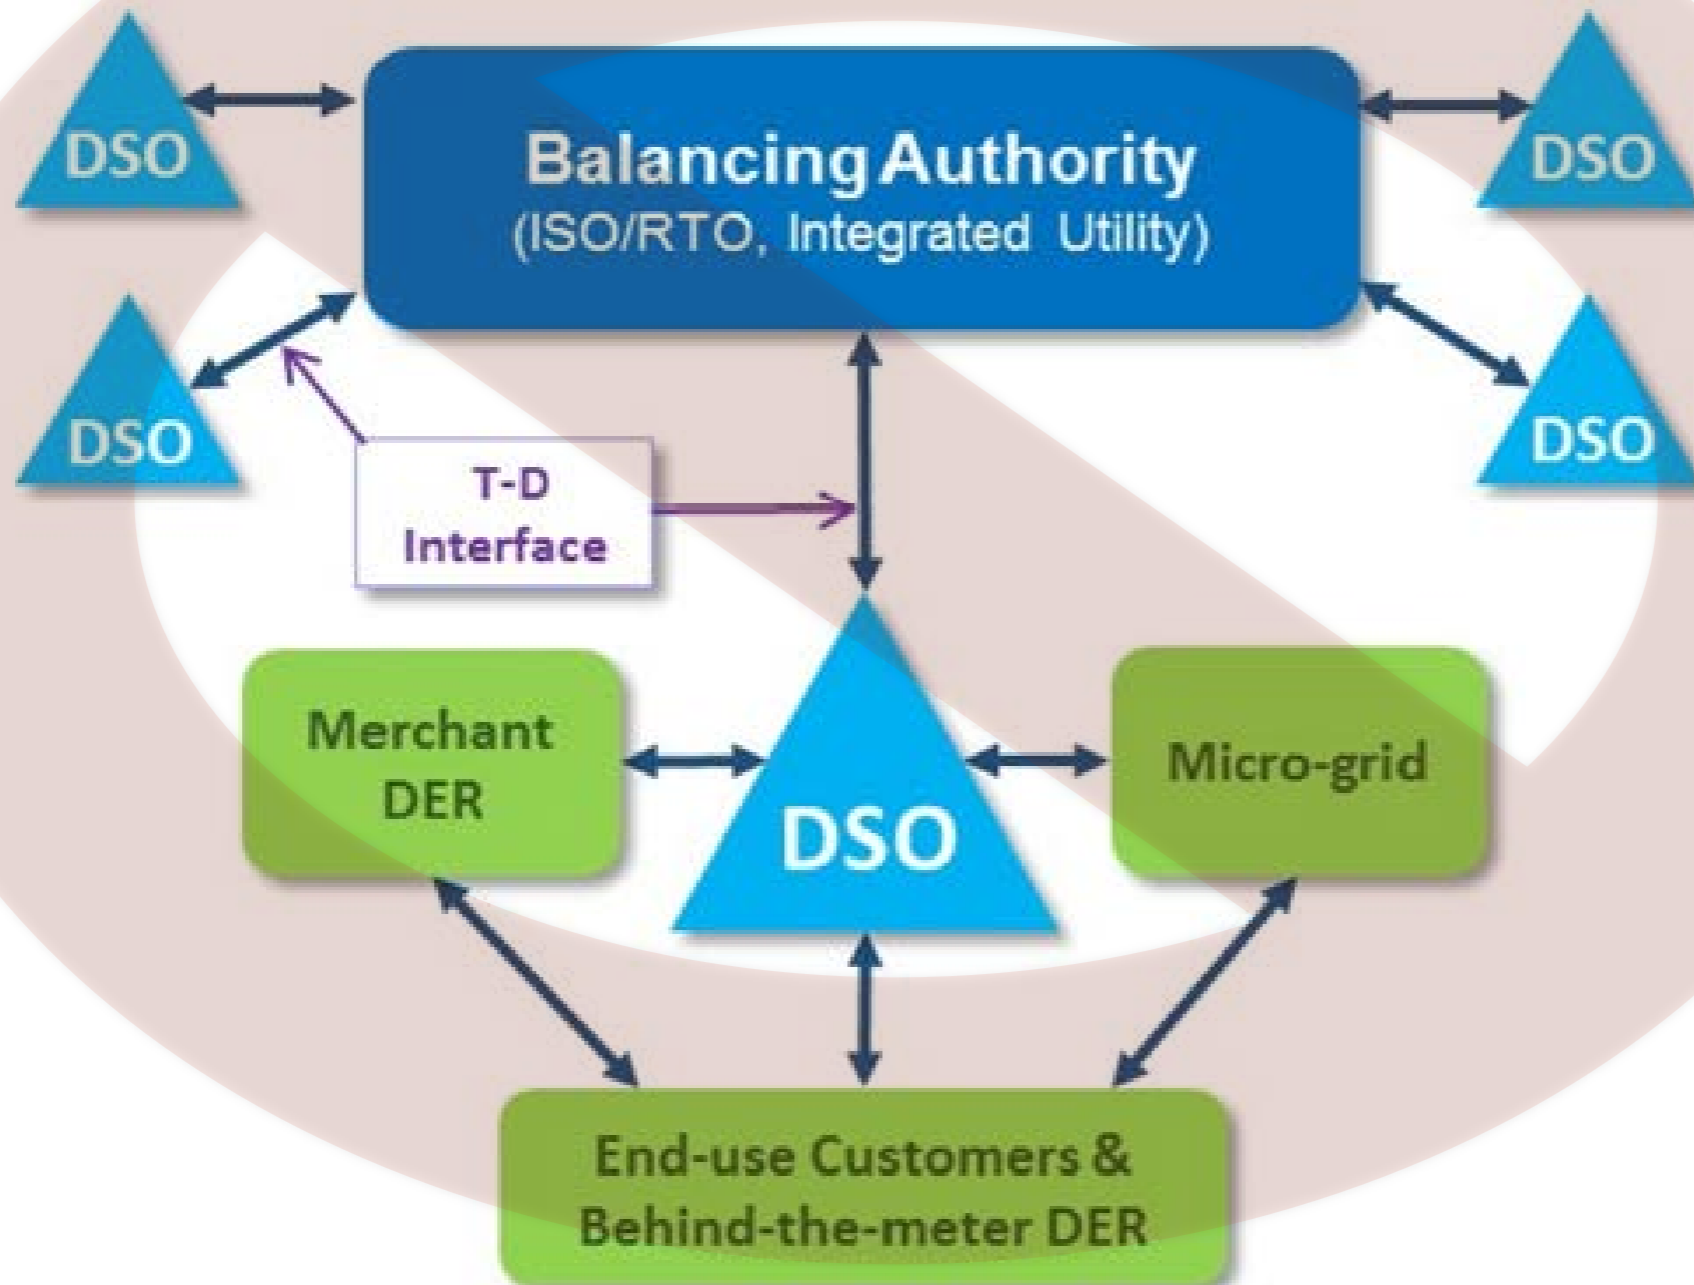 DSO
Balancing Authority
(ISO/RTO, Integrated Utility)
DSO
DSO
DSO
T-D
Interface
Merchant
DER
DSO
Micro-grid
End-use Customers &
Behind-the-meter DER